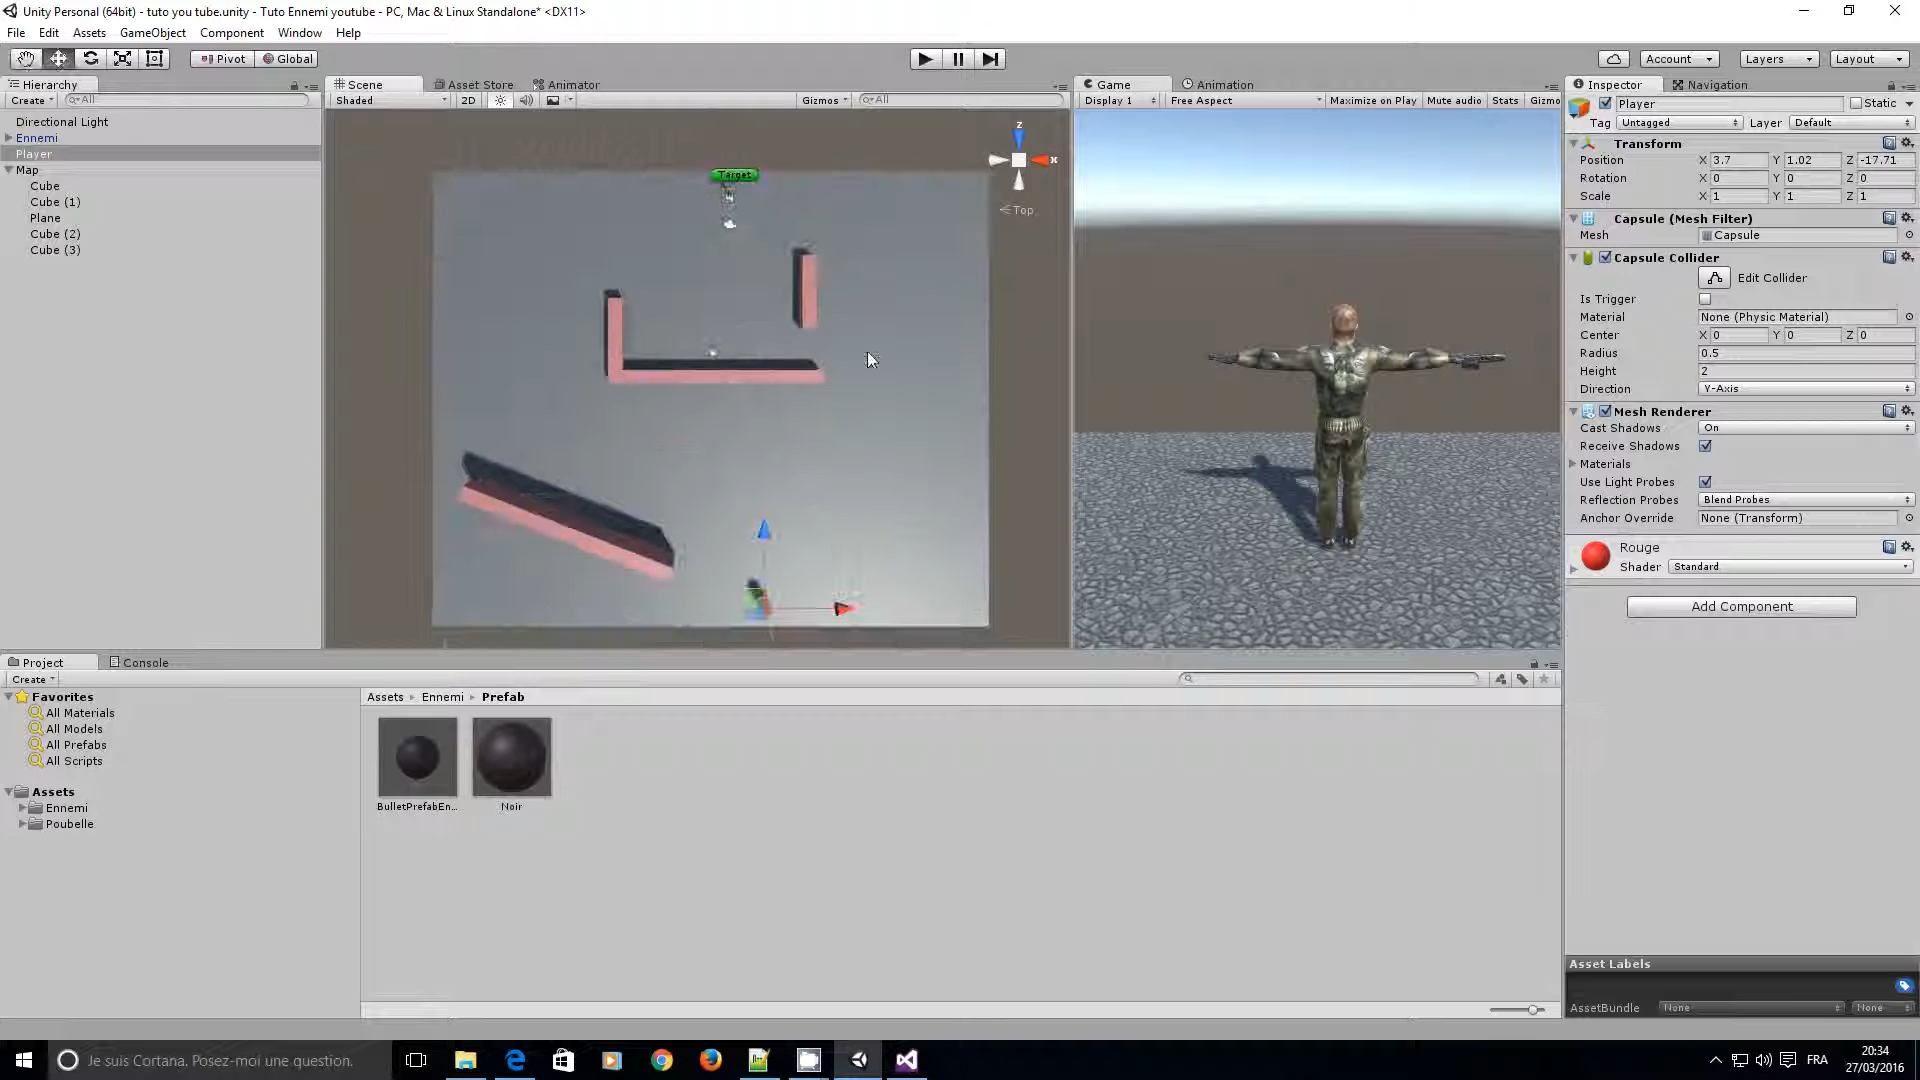 Unity Personal (64bit) - tuto you tube.unity - Tuto Ennemi youtube - PC, Mac & Linux Standalone* <DX11>
File Edit Assets GameObject Component Window Help
Pivot Global Account Layers Layout
Hierarchy Scene Asset Store Animator Game Animation Inspector Navigation
Create All Shaded 2D Gizmos All Display 1 Free Aspect Maximize on Play Mute audio Stats Gizmo Player Static
Tag Untagged Layer Default
Directional Light
Ennemi
Player
Map
Cube
Cube (1)
Plane
Cube (2)
Cube (3)
Target
z
x
Top
Transform
Position X 3.7 Y 1.02 Z -17.71
Rotation X 0 Y 0 Z 0
Scale X 1 Y 1 Z 1
Capsule (Mesh Filter)
Mesh Capsule
Capsule Collider
Edit Collider
Is Trigger
Material None (Physic Material)
Center X 0 Y 0 Z 0
Radius 0.5
Height 2
Direction Y-Axis
Mesh Renderer
Cast Shadows On
Receive Shadows
Materials
Use Light Probes
Reflection Probes Blend Probes
Anchor Override None (Transform)
Rouge
Shader Standard
Add Component
Project Console
Create
Favorites
All Materials
All Models
All Prefabs
All Scripts
Assets
Ennemi
Poubelle
Assets Ennemi Prefab
BulletPrefabEn... Noir
Asset Labels
AssetBundle None None
Je suis Cortana. Posez-moi une question.
FRA
20:34
27/03/2016